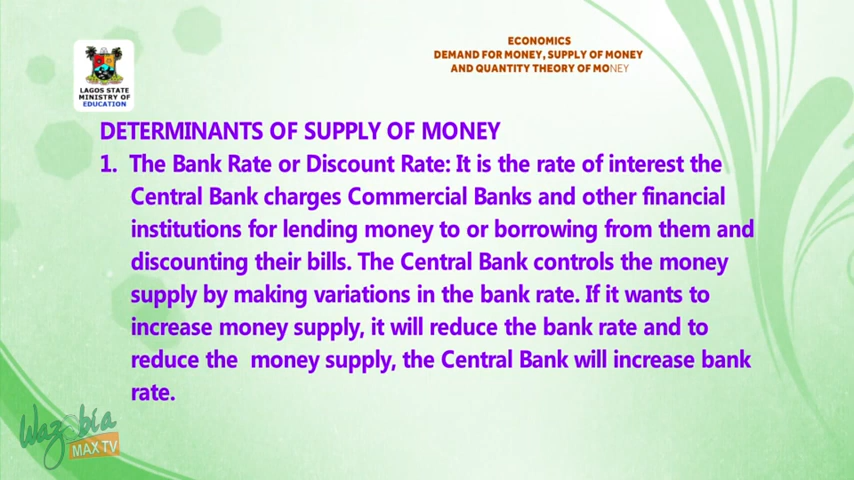 ECONOMICS
DEMAND FOR MONEY, SUPPLY OF MONEY
AND QUANTITY THEORY OF MONEY
LAGOS STATE
MINISTRY OF
EDUCATION
DETERMINANTS OF SUPPLY OF MONEY
1. The Bank Rate or Discount Rate: It is the rate of interest the
Central Bank charges Commercial Banks and other financial
institutions for lending money to or borrowing from them and
discounting their bills. The Central Bank controls the money
supply by making variations in the bank rate. If it wants to
increase money supply, it will reduce the bank rate and to
reduce the  money supply, the Central Bank will increase bank
rate.
Wazobia
MAX TV